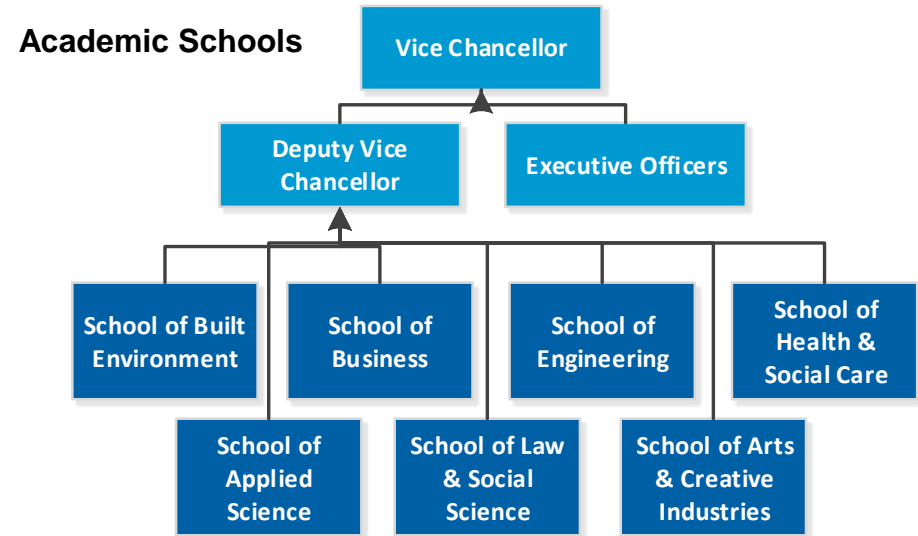 Academic Schools
Vice Chancellor
Deputy Vice
Chancellor
Executive Officers
School of Built
Environment
School of
Business
School of
Engineering
School of
Health &
Social Care
School of
Applied
Science
School of Law
& Social
Science
School of Arts
& Creative
Industries